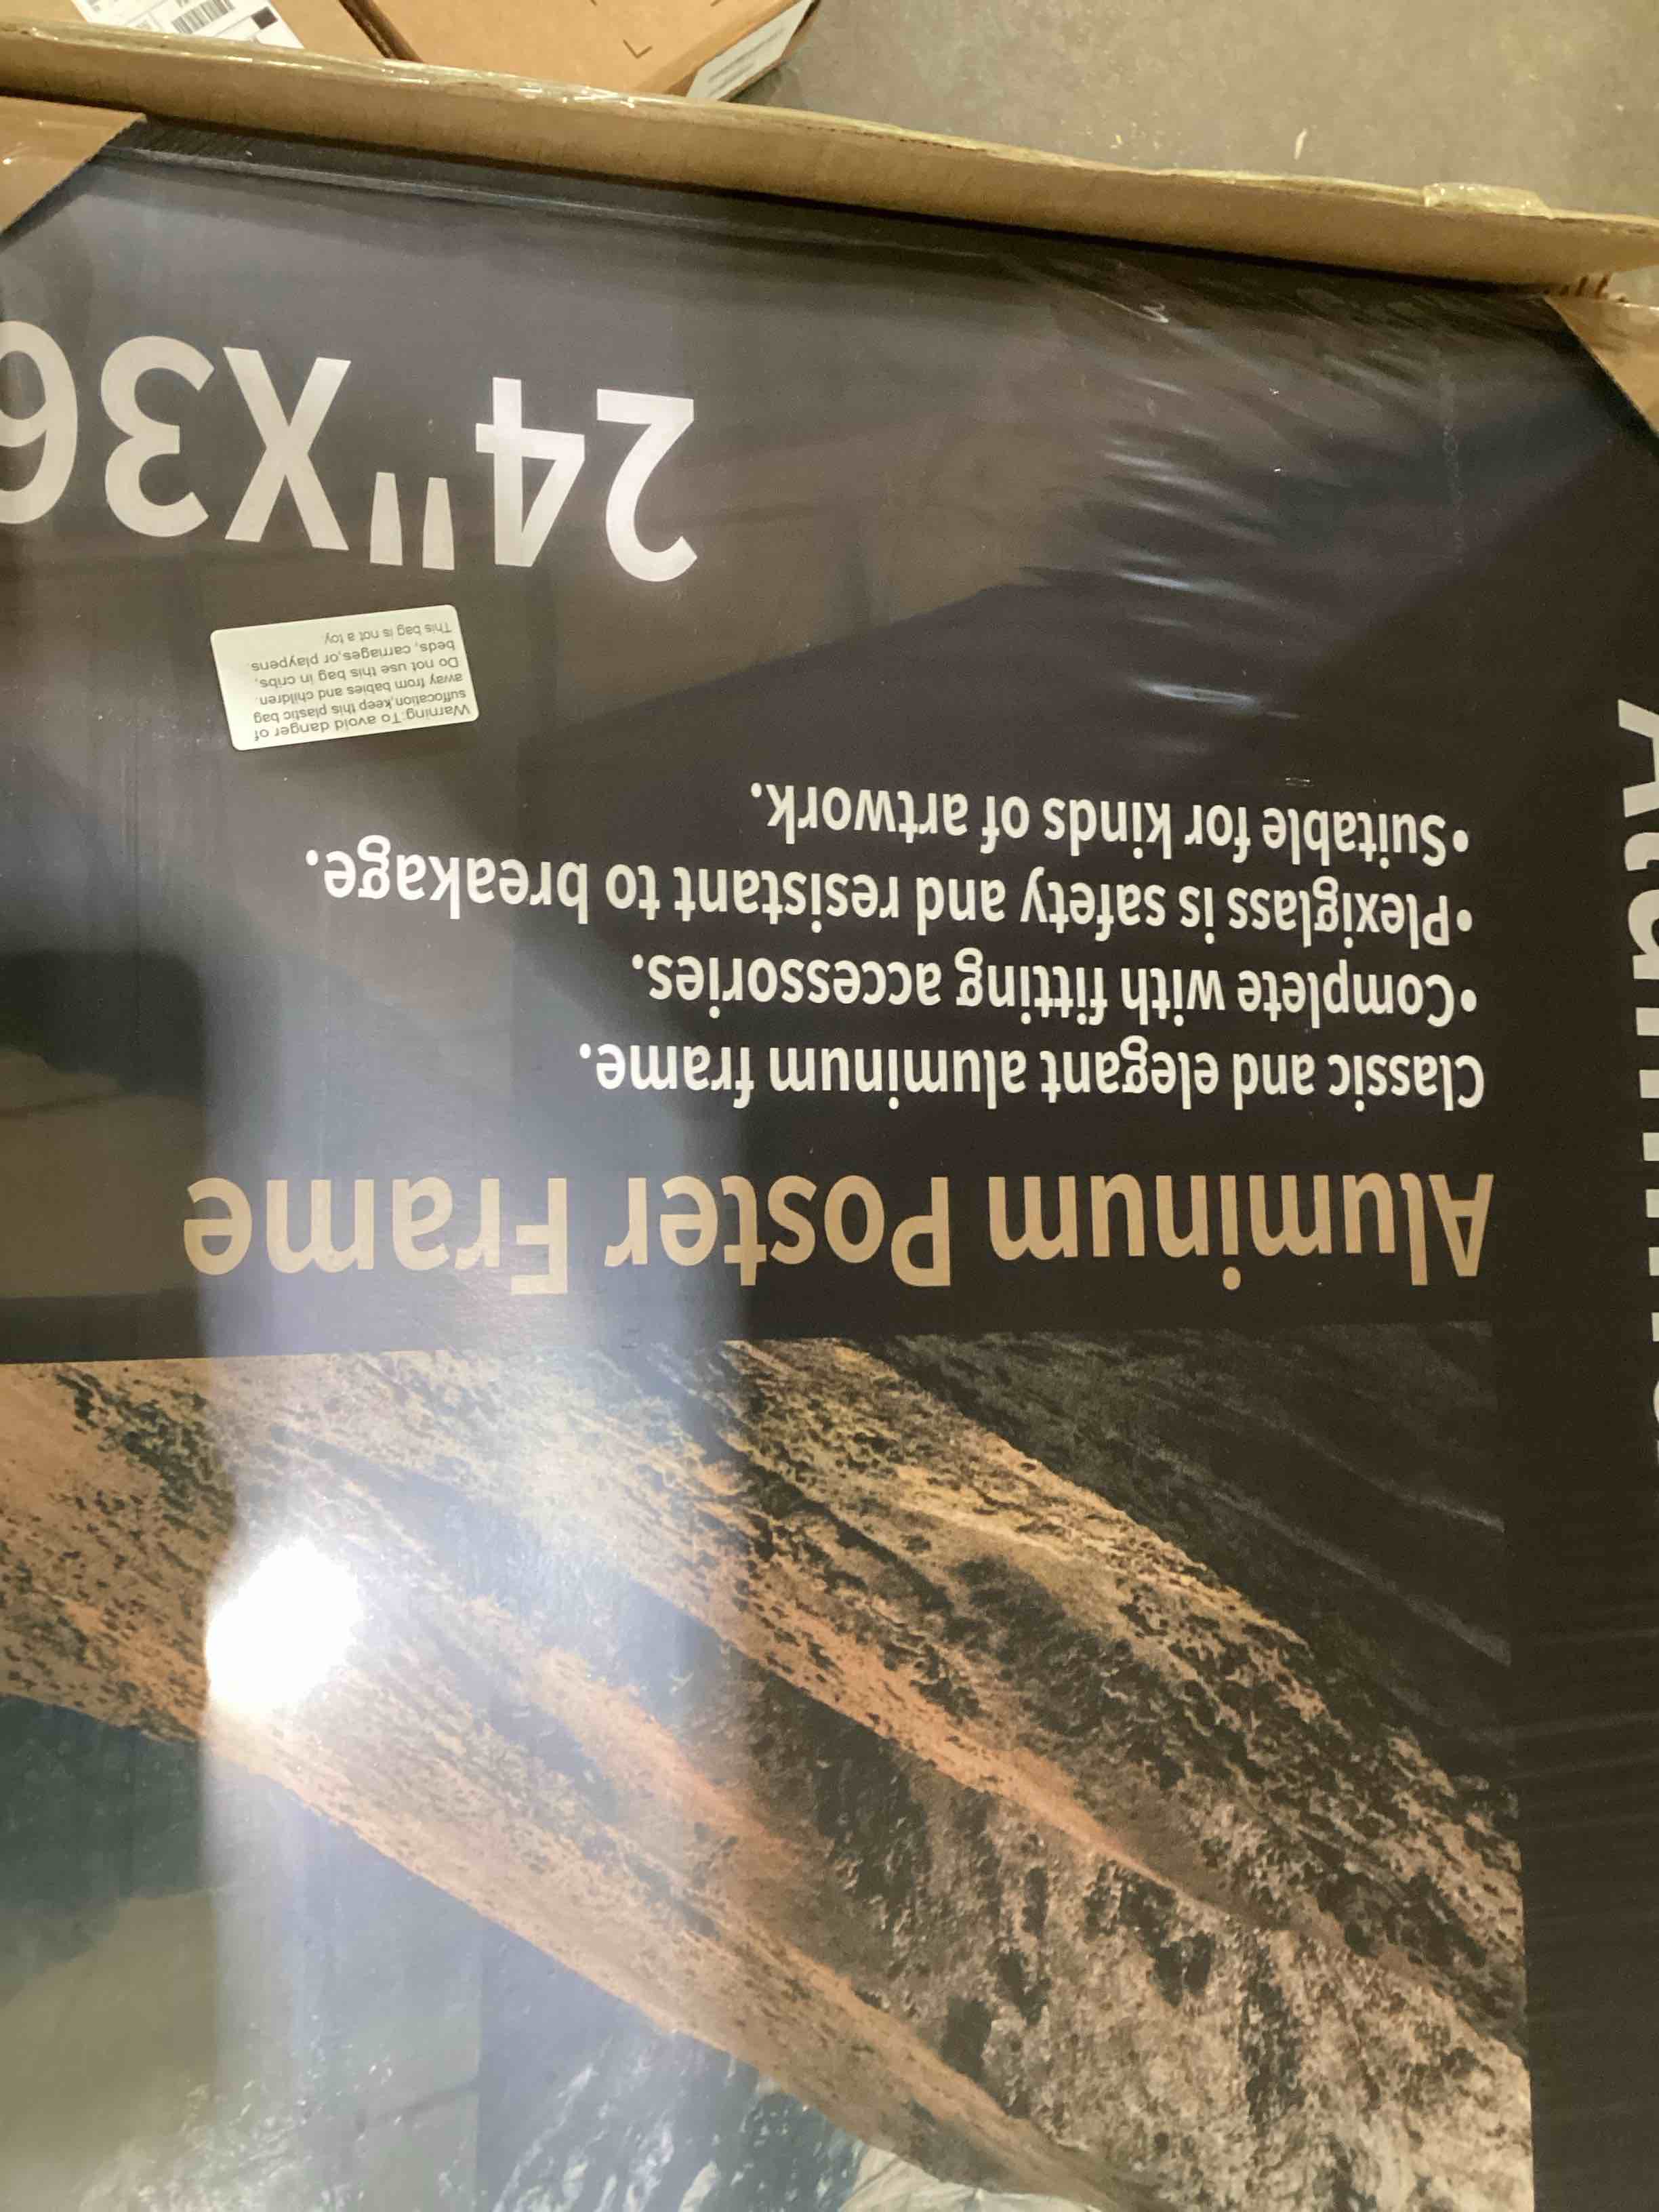 Aluminum Poster Frame
Classic and elegant aluminum frame.
•Complete with fitting accessories.
•Plexiglass is safety and resistant to breakage.
•Suitable for kinds of artwork.
Warning:To avoid danger of
suffocation,keep this plastic bag
away from babies and children.
Do not use this bag in cribs,
beds, carriages,or playpens.
This bag is not a toy.
24"X36